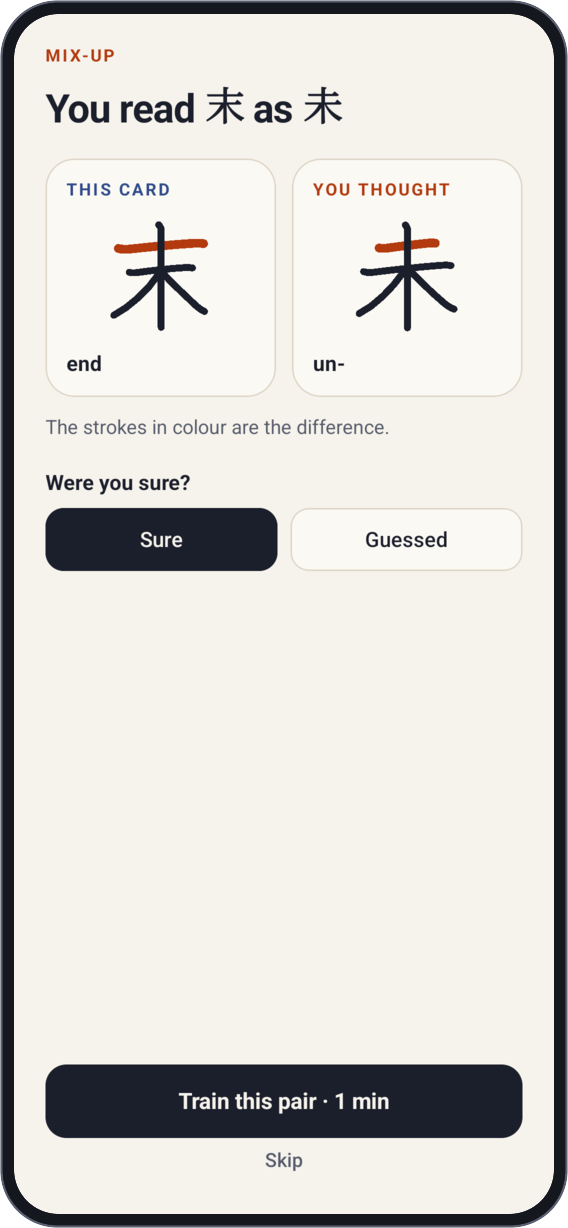 MIX-UP
You read 末 as 未
THIS CARD
YOU THOUGHT
末
未
end
un-
The strokes in colour are the difference.
Were you sure?
Sure
Guessed
Train this pair · 1 min
Skip